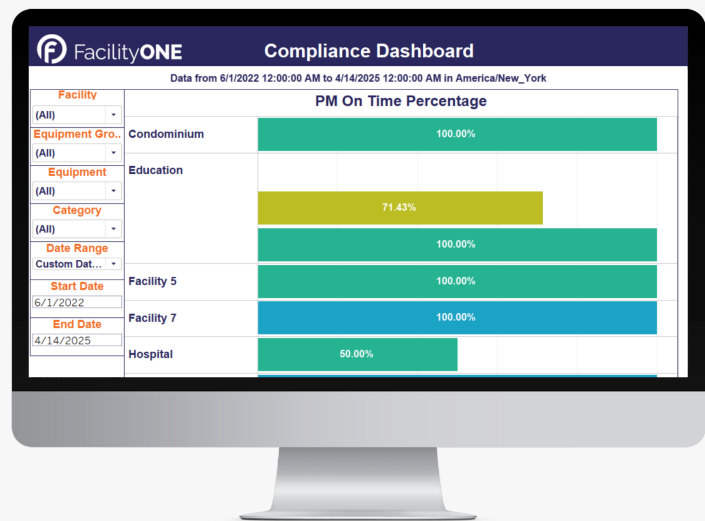 FacilityONE
Compliance Dashboard
Data from 6/1/2022 12:00:00 AM to 4/14/2025 12:00:00 AM in America/New_York
Facility
(All)
Equipment Gro..
(All)
Equipment
(All)
Category
(All)
Date Range
Custom Dat...
Start Date
6/1/2022
End Date
4/14/2025
PM On Time Percentage
Condominium
100.00%
Education
71.43%
100.00%
Facility 5
100.00%
Facility 7
100.00%
Hospital
50.00%